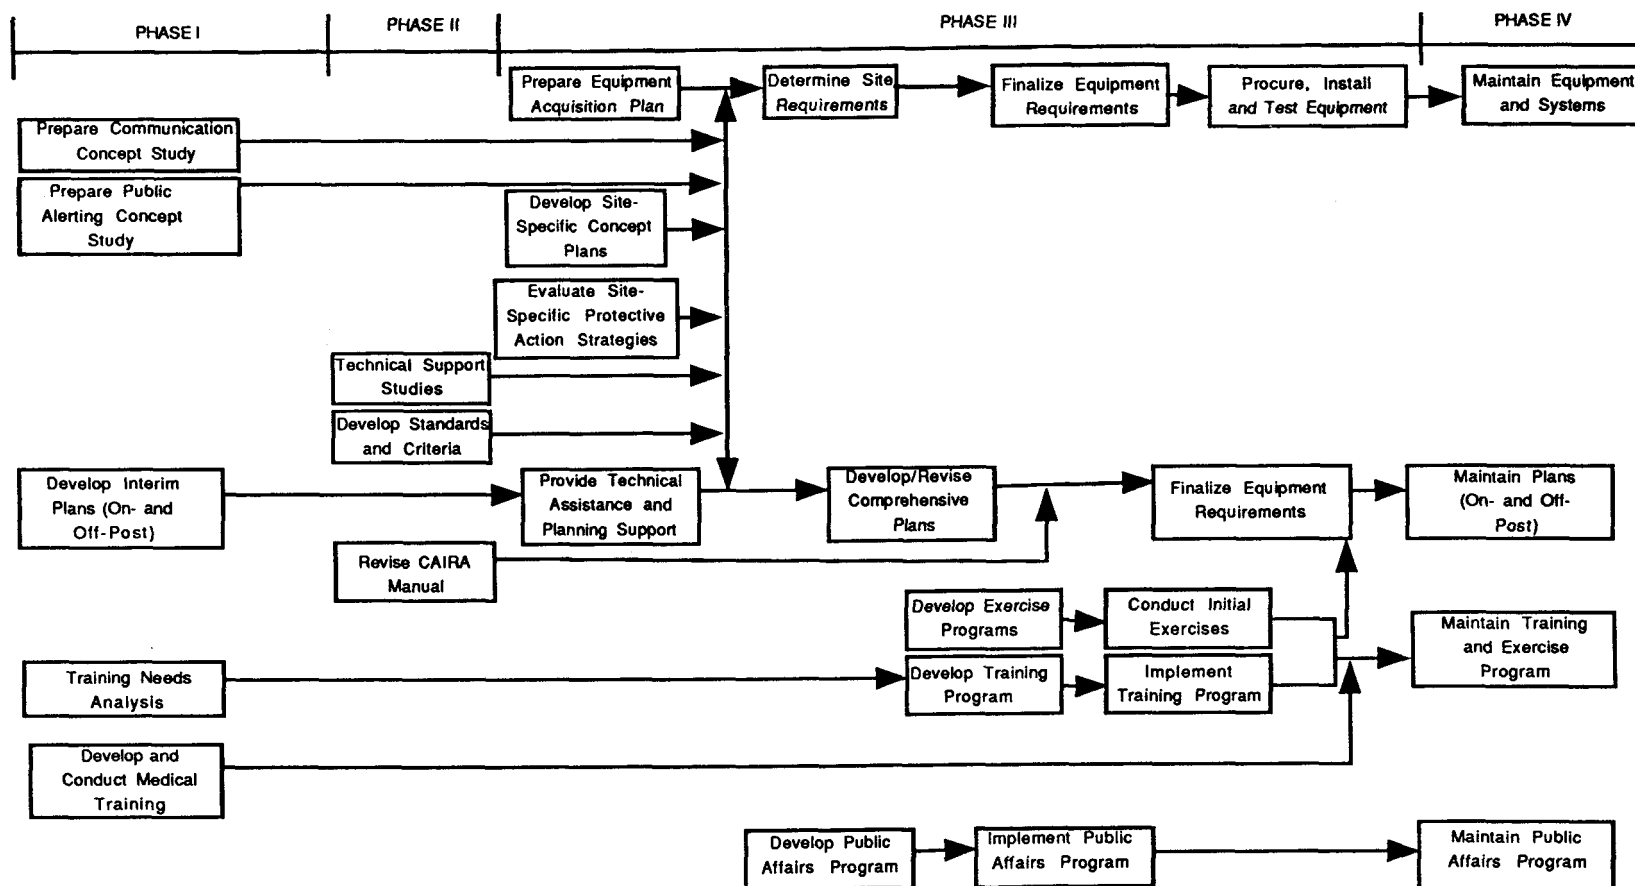 PHASE I
PHASE II
PHASE III
PHASE IV
Prepare Equipment
Acquisition Plan
Determine Site
Requirements
Finalize Equipment
Requirements
Procure, Install
and Test Equipment
Maintain Equipment
and Systems
Prepare Communication
Concept Study
Prepare Public
Alerting Concept
Study
Develop Site-
Specific Concept
Plans
Evaluate Site-
Specific Protective
Action Strategies
Technical Support
Studies
Develop Standards
and Criteria
Develop Interim
Plans (On- and
Off-Post)
Provide Technical
Assistance and
Planning Support
Develop/Revise
Comprehensive
Plans
Finalize Equipment
Requirements
Maintain Plans
(On- and Off-
Post)
Revise CAIRA
Manual
Develop Exercise
Programs
Conduct Initial
Exercises
Maintain Training
and Exercise
Program
Training Needs
Analysis
Develop Training
Program
Implement
Training Program
Develop and
Conduct Medical
Training
Develop Public
Affairs Program
Implement Public
Affairs Program
Maintain Public
Affairs Program